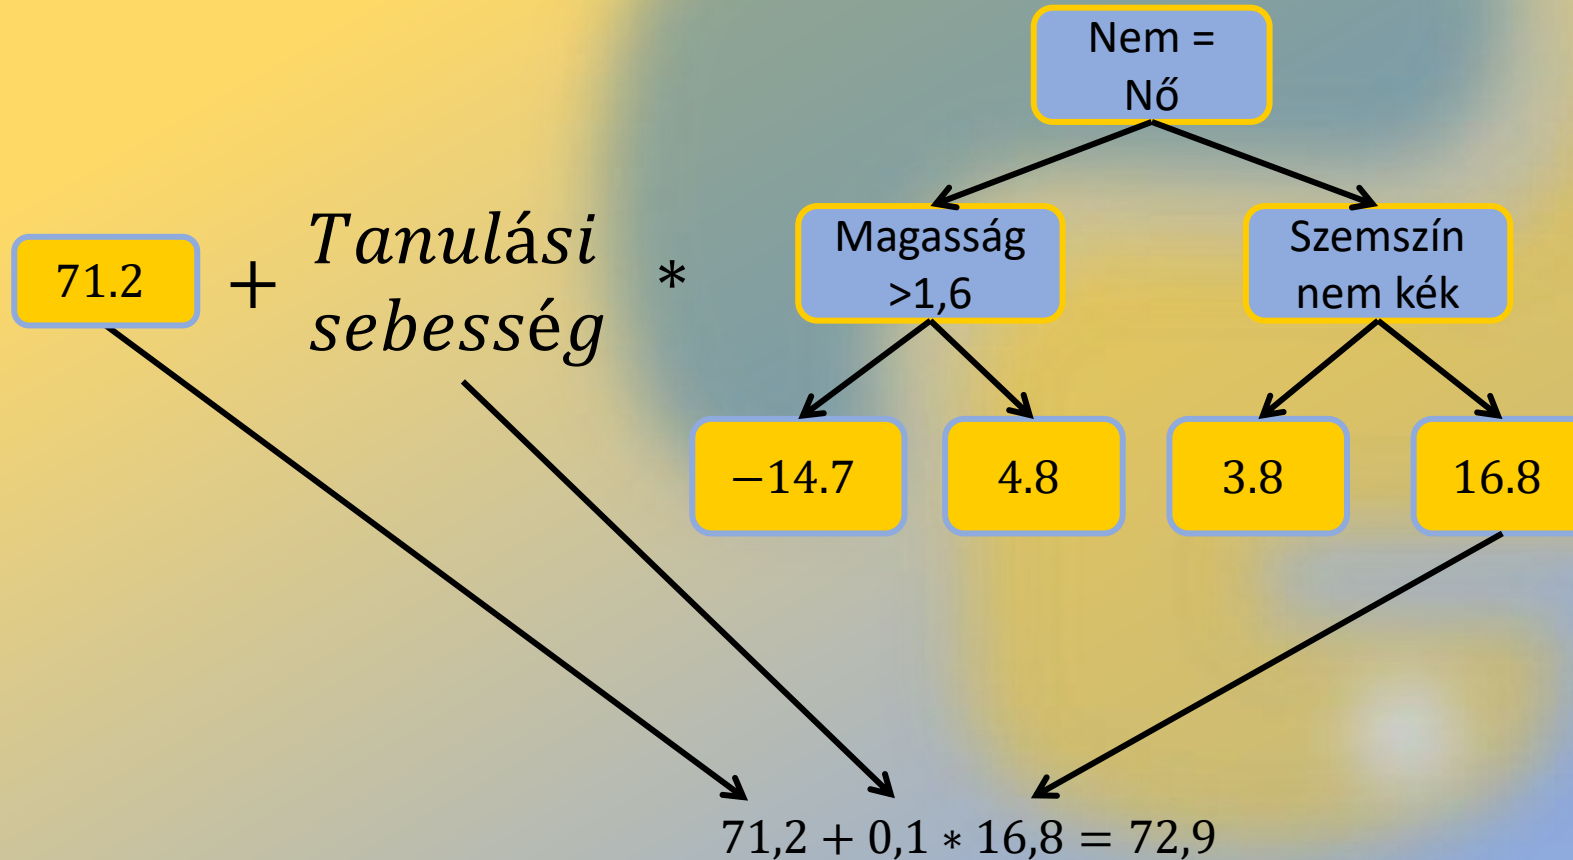 Nem =
Nő
71.2
+
Tanulási
sebesség
*
Magasság
>1,6
Szemszín
nem kék
−14.7
4.8
3.8
16.8
71,2 + 0,1 ∗ 16,8 = 72,9